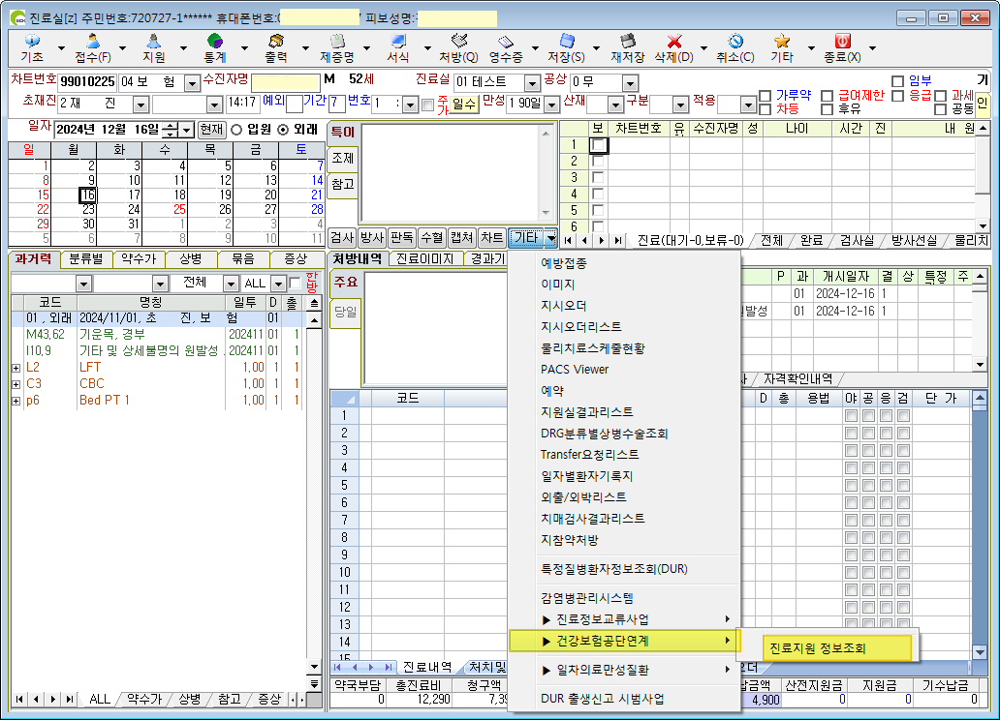 진료실[z] 주민번호:720727-1****** 휴대폰번호: 피보성명:
기초 접수(F) 지원 통계 출력 제증명 서식 처방(Q) 영수증 저장(S) 재저장 삭제(D) 취소(C) 기타 종료(X)
차트번호 99010225 04 보 험 수진자명 M 52세 진료실 01 테스트 공상 0 무 임부 기
초재진 2 재 진 14:17 예외 기간 7 번호 1 : 주가 일수 만성 1 90일 산재 구분 적용 가루약 급여제한 응급 과세 인
차등 휴유 공동
일자 2024년 12월 16일 현재 입원 외래
일 월 화 수 목 금 토
1 2 3 4 5 6 7
8 9 10 11 12 13 14
15 16 17 18 19 20 21
22 23 24 25 26 27 28
29 30 31 1 2 3 4
5 6 7 8 9 10 11
특이
조제
참고
검사 방사 판독 수혈 캡쳐 차트 기타
보 차트번호 유 수진자명 성 나이 시간 진 내 원
1
2
3
4
5
6
진료(대기-0,보류-0) 전체 완료 검사실 방사선실 물리치
과거력 분류별 약수가 상병 묶음 증상
전체 ALL 한방
코드 명칭 일투 D 총
01 , 외래 2024/11/01, 초 진, 보 험 01
M43,62 기운목, 경부 202411 01 1
I10,9 기타 및 상세불명의 원발성 . 202411 01 1
L2 LFT 1,00 1 1
C3 CBC 1,00 1 1
p6 Bed PT 1 1,00 1 1
ALL 약수가 상병 참고 증상
처방내역 진료이미지 경과기
주요
당일
예방접종
이미지
지시오더
지시오더리스트
물리치료스케줄현황
PACS Viewer
예약
지원실결과리스트
DRG분류별상병수술조회
Transfer요청리스트
일자별환자기록지
외출/외박리스트
치매검사결과리스트
지참약처방
특정질병환자정보조회(DUR)
감염병관리시스템
▶ 진료정보교류사업
▶ 건강보험공단연계
진료지원 정보조회
▶ 일차의료만성질환
DUR 출생신고 시범사업
P 과 개시일자 결 상 특정 주
01 2024-12-16 1
원발성 01 2024-12-16 1
자격확인내역
코드 D 총 용법 야 공 응 검 단 가
1
2
3
4
5
6
7
8
9
10
11
12
13
14
15
진료내역 처치및 오더
약국부담 총진료비 청구액 납금액 산전지원금 지원금 기수납금
0 12,290 7,39 4,900 0 0 0